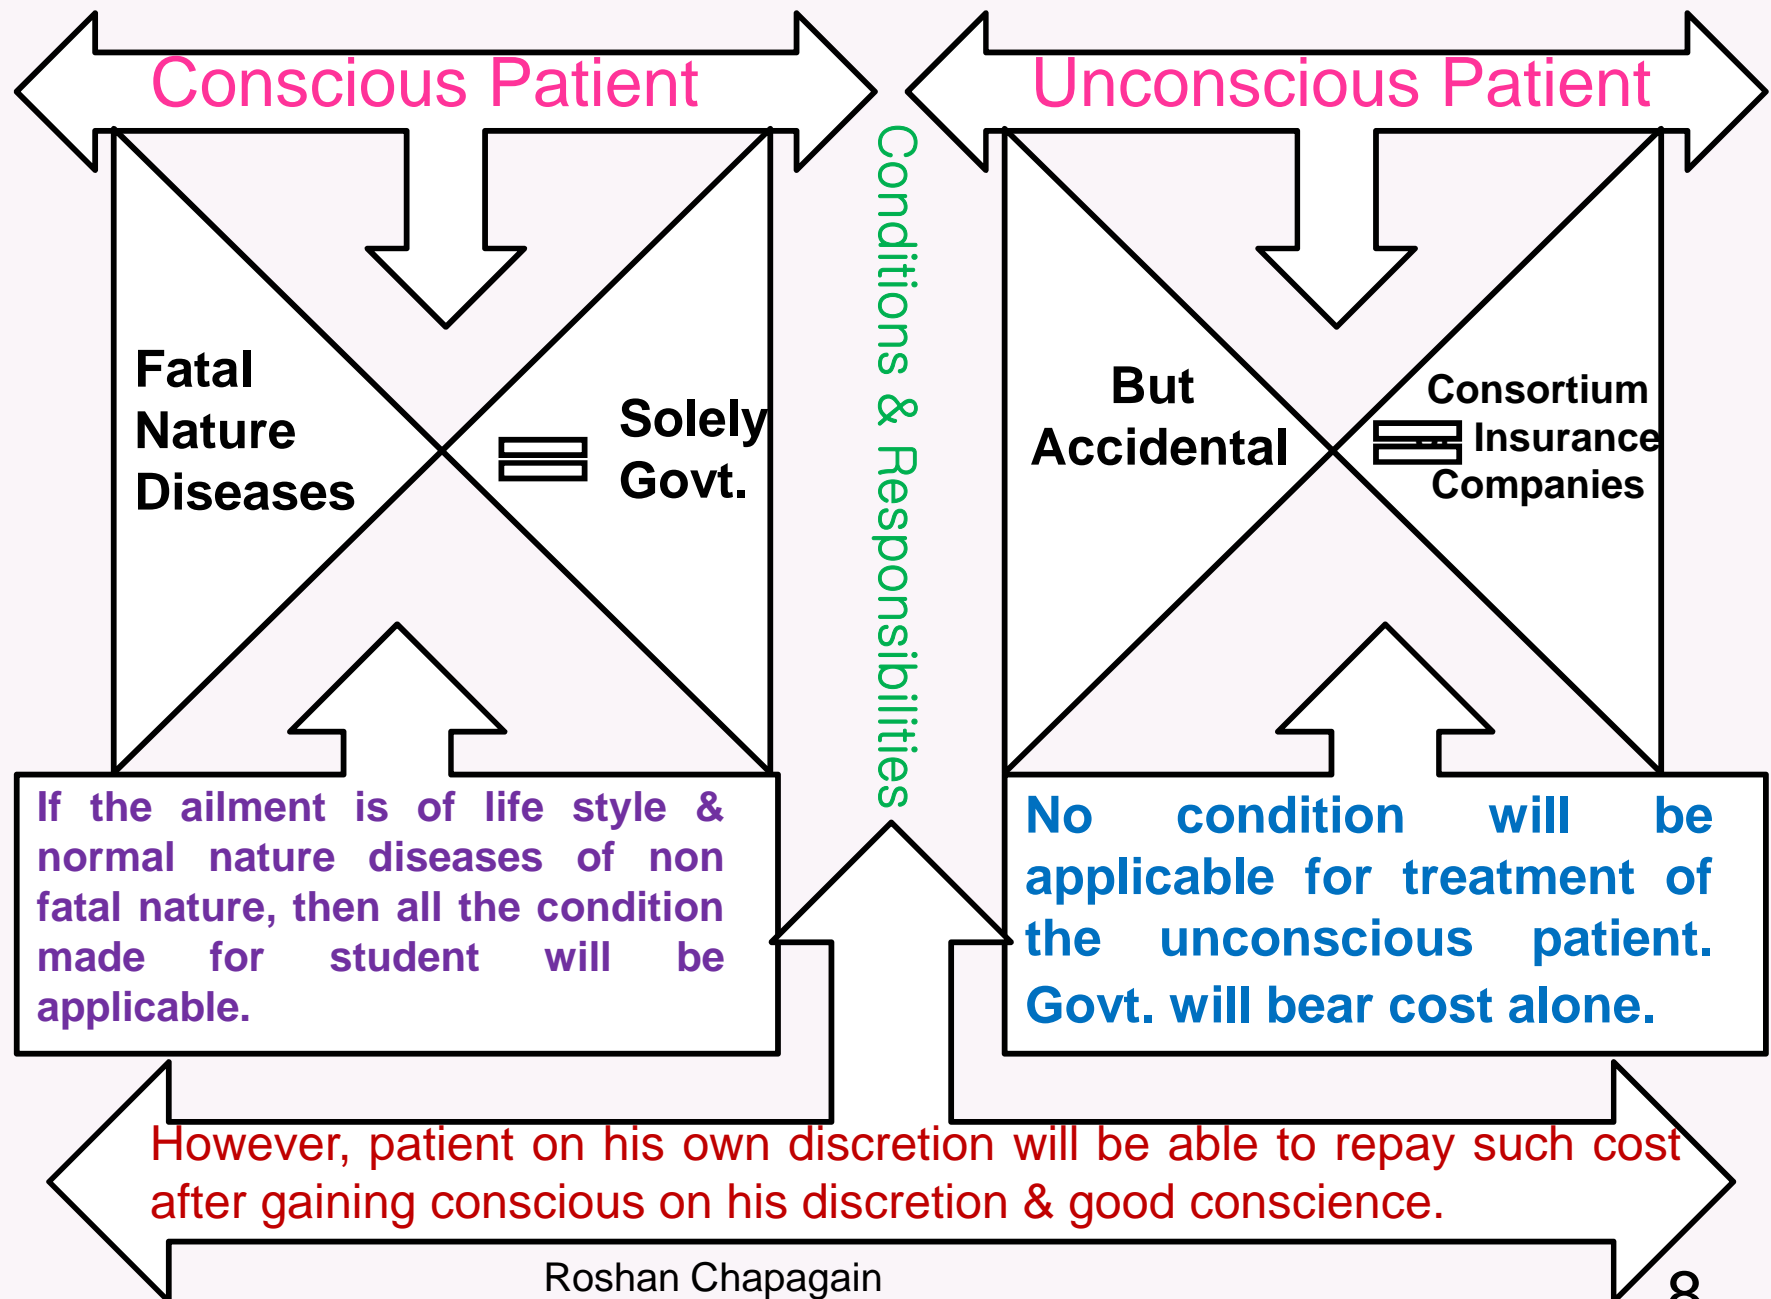 Conscious Patient
Unconscious Patient
Conditions & Responsibilities
Fatal
Nature
Diseases
Solely
Govt.
But
Accidental
Consortium
Insurance
Companies
If the ailment is of life style &
normal nature diseases of non
fatal nature, then all the condition
made for student will be
applicable.
No condition will be
applicable for treatment of
the unconscious patient.
Govt. will bear cost alone.
However, patient on his own discretion will be able to repay such cost
after gaining conscious on his discretion & good conscience.
Roshan Chapagain
8